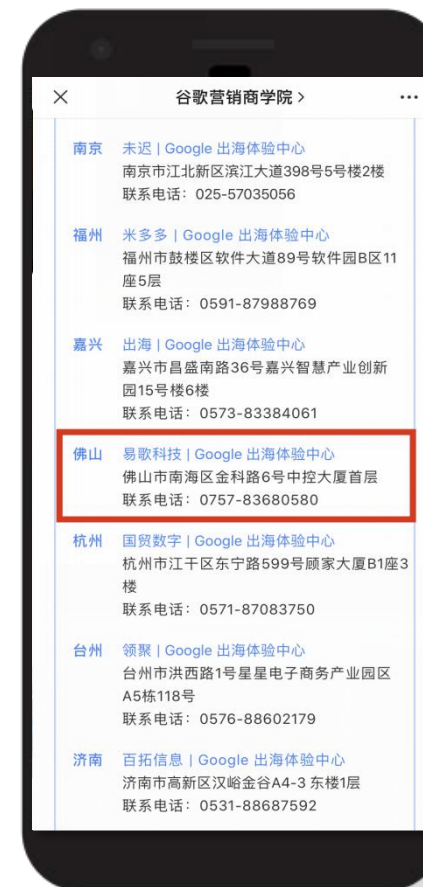 谷歌营销商学院 >
南京 未迟 | Google 出海体验中心
南京市江北新区滨江大道398号5号楼2楼
联系电话：025-57035056
福州 米多多 | Google 出海体验中心
福州市鼓楼区软件大道89号软件园B区11
座5层
联系电话：0591-87988769
嘉兴 出海 | Google 出海体验中心
嘉兴市昌盛南路36号嘉兴智慧产业创新
园15号楼6楼
联系电话：0573-83384061
佛山 易歌科技 | Google 出海体验中心
佛山市南海区金科路6号中控大厦首层
联系电话：0757-83680580
杭州 国贸数字 | Google 出海体验中心
杭州市江干区东宁路599号顾家大厦B1座3
楼
联系电话：0571-87083750
台州 领聚 | Google 出海体验中心
台州市洪西路1号星星电子商务产业园区
A5栋118号
联系电话：0576-88602179
济南 百拓信息 | Google 出海体验中心
济南市高新区汉峪金谷A4-3 东楼1层
联系电话：0531-88687592